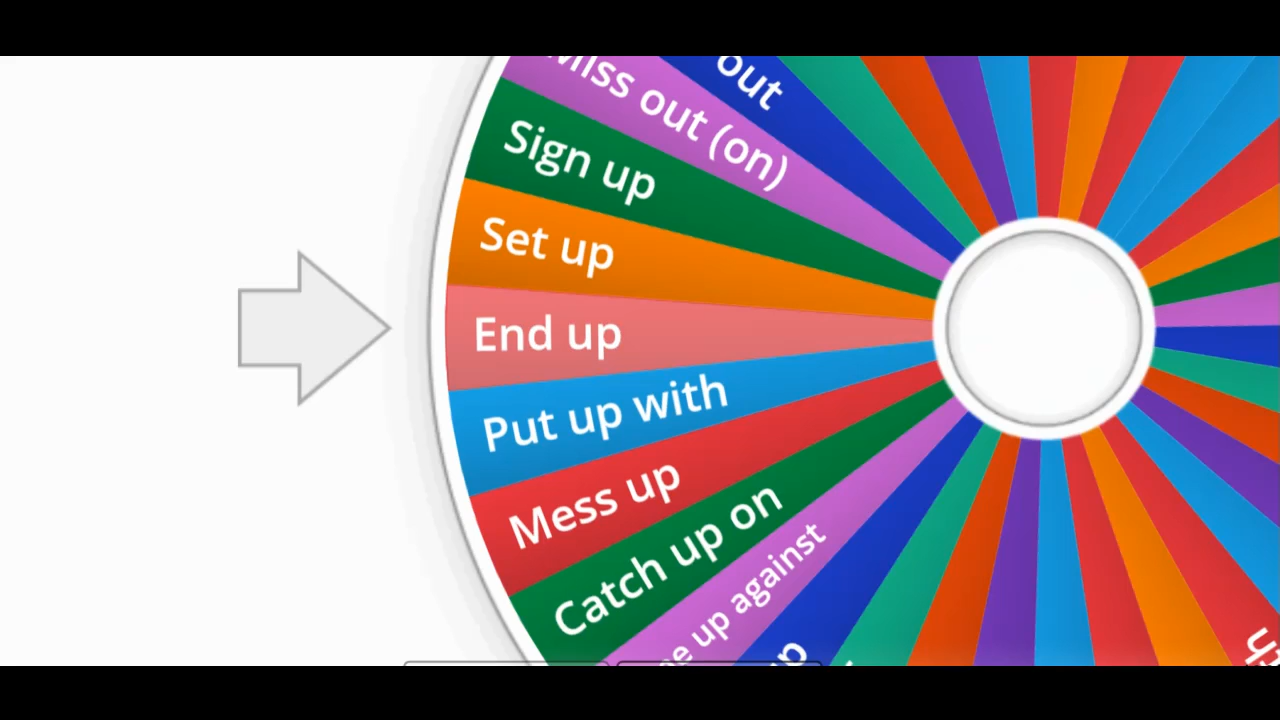 out
Miss out (on)
Sign up
Set up
End up
Put up with
Mess up
Catch up on
up against